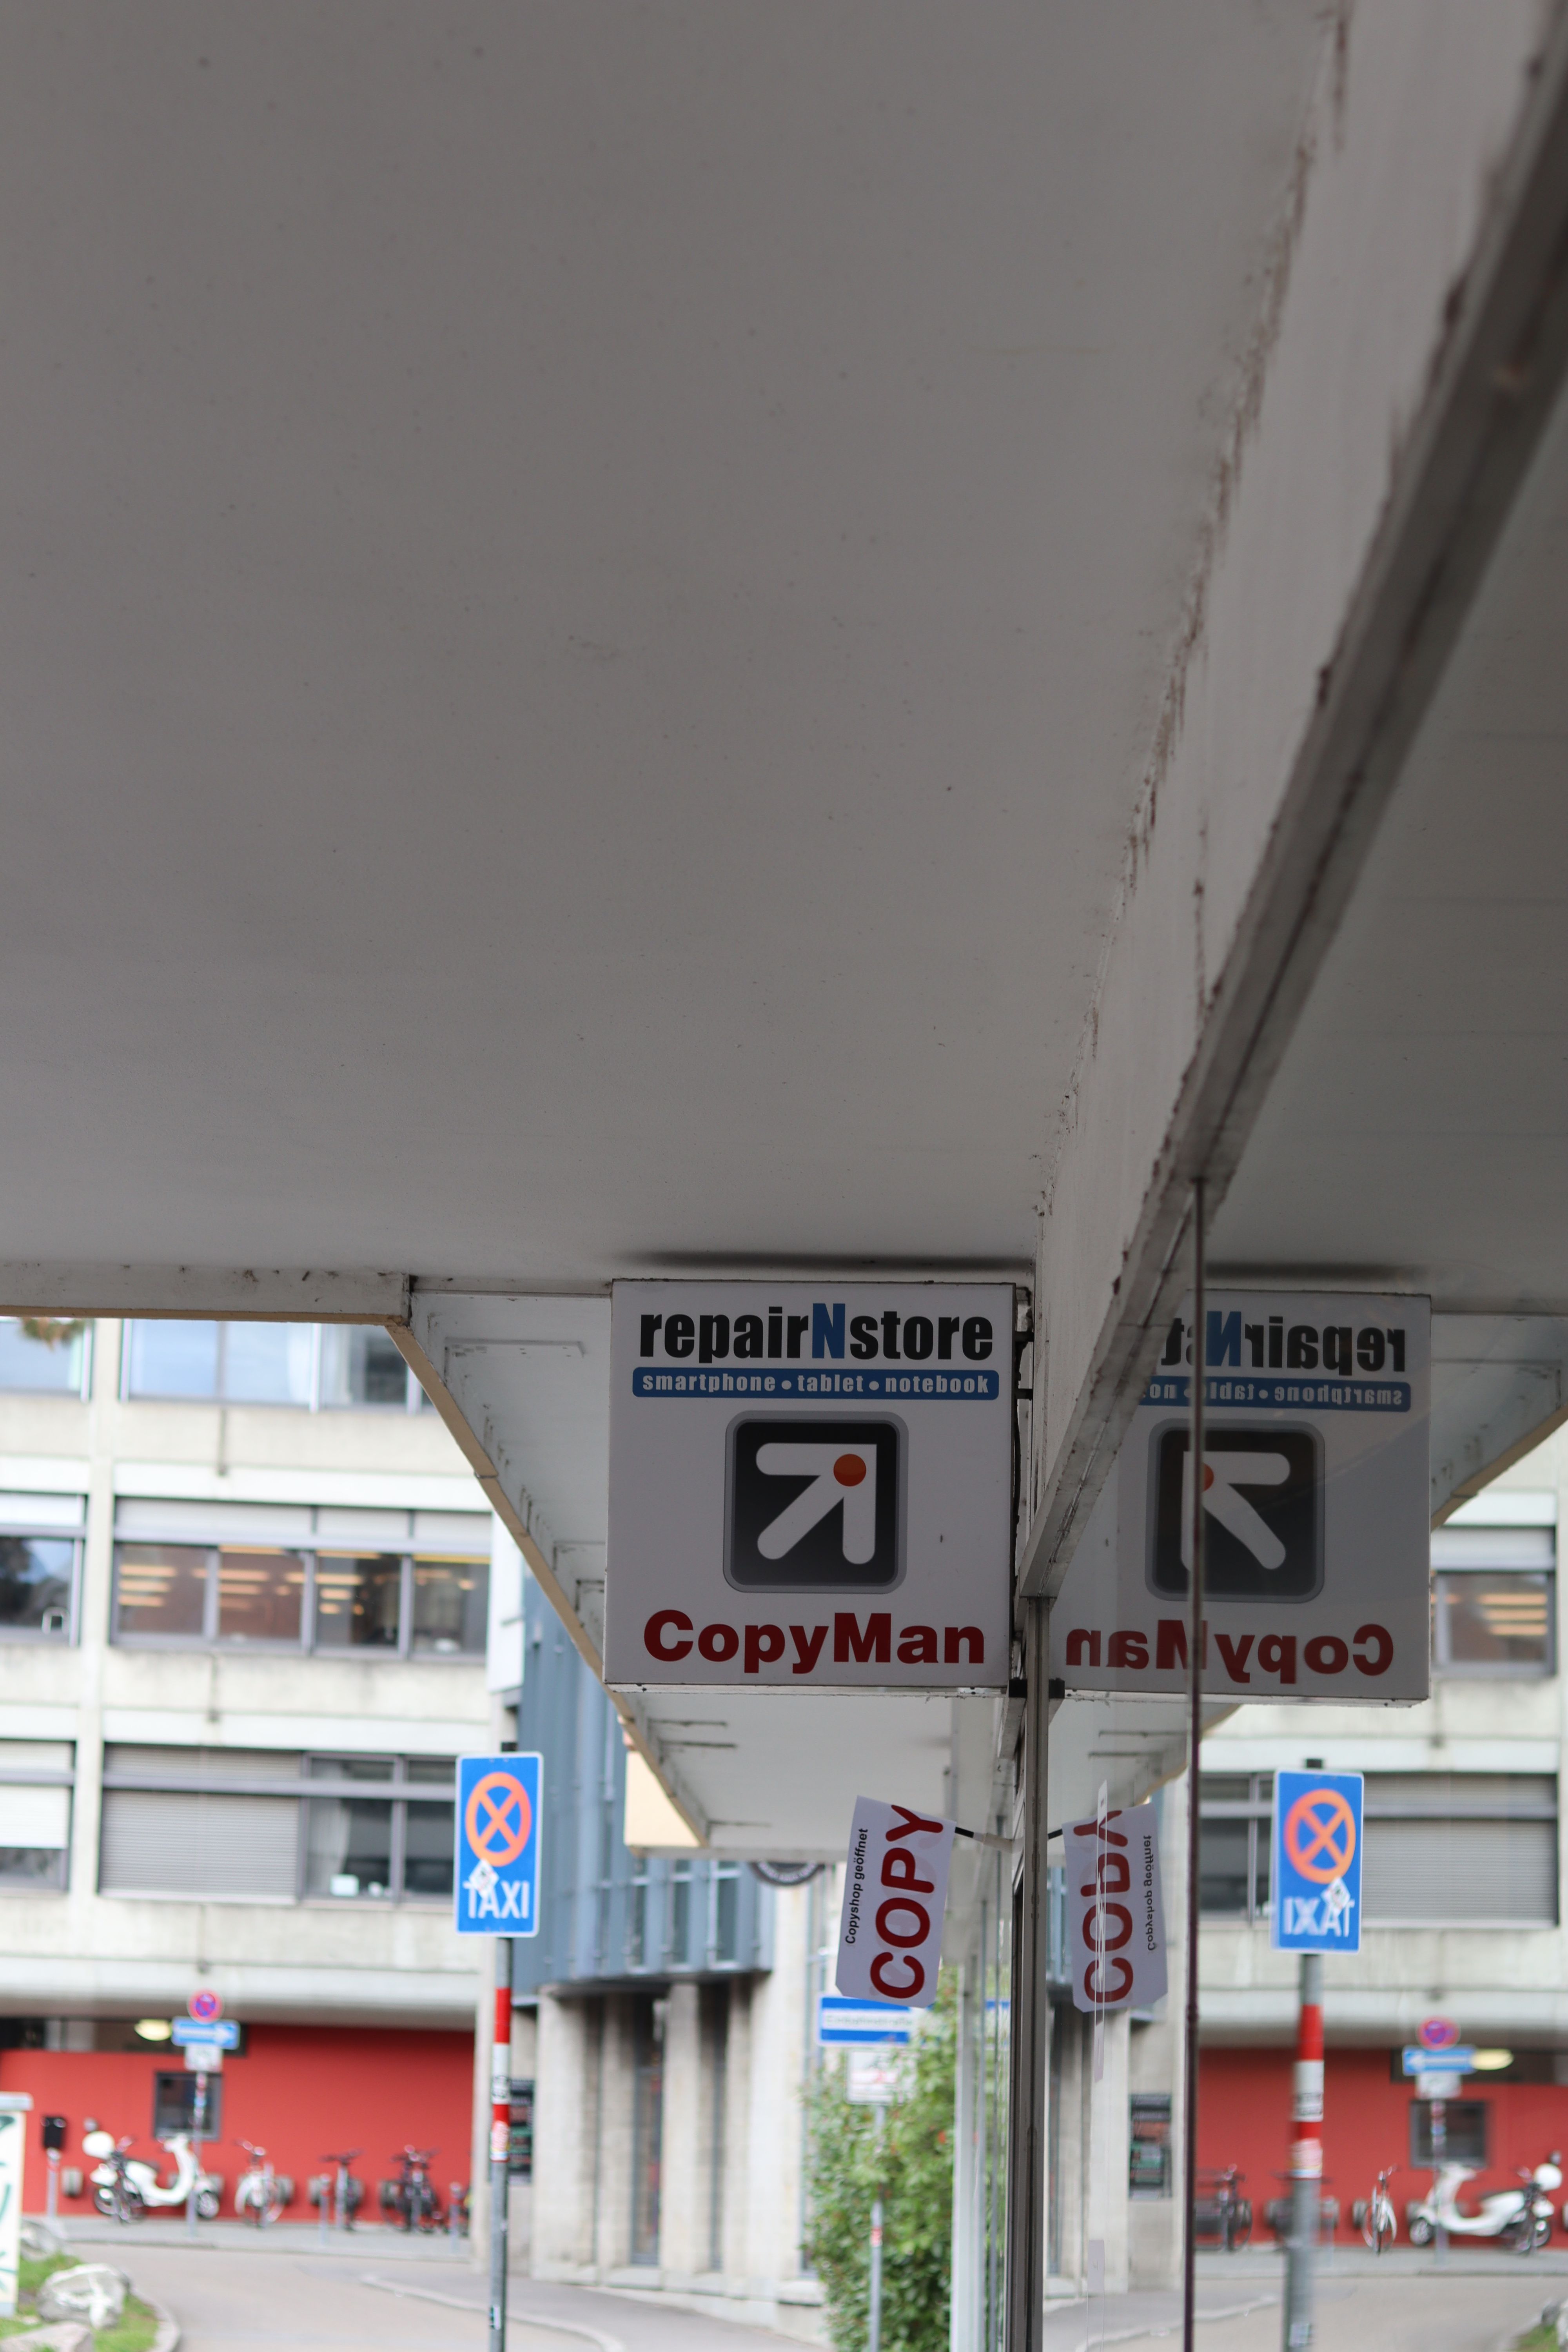 repairNstore
smartphone • tablet • notebook
CopyMan
TAXI
Copyshop geöffnet
COPY